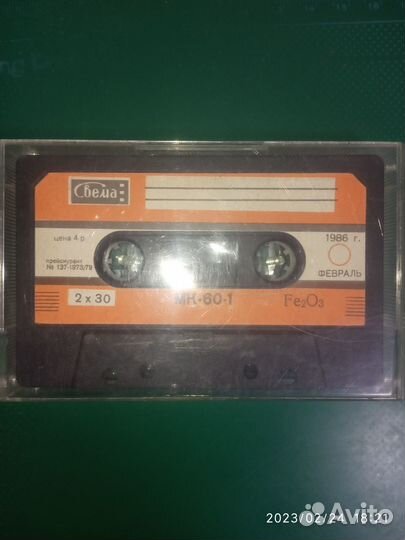 Свема
цена 4 р.
1986 г.
прейскурант
№ 137-1973/79
ФЕВРАЛЬ
2 x 30
МК-60-1
Fe₂O₃
2023/02/24 18:21
Avito